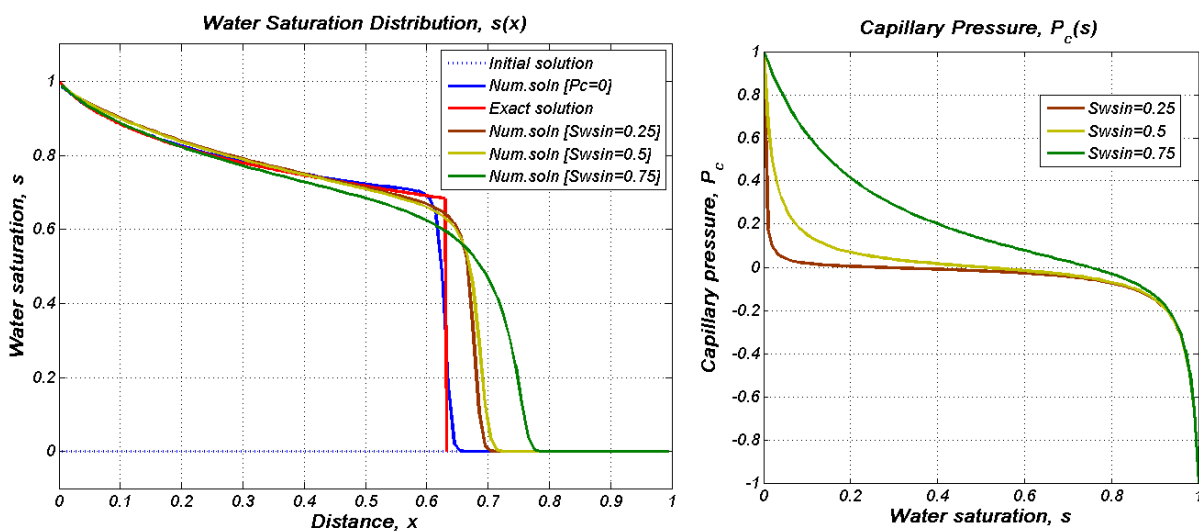 Water Saturation Distribution, s(x)
Water saturation, s
1
0.8
0.6
0.4
0.2
0
0
0.1
0.2
0.3
0.4
0.5
0.6
0.7
0.8
0.9
1
Distance, x
Initial solution
Num.soln [Pc=0]
Exact solution
Num.soln [Swsin=0.25]
Num.soln [Swsin=0.5]
Num.soln [Swsin=0.75]
Capillary Pressure, P_c(s)
Capillary pressure, P_c
1
0.8
0.6
0.4
0.2
0
-0.2
-0.4
-0.6
-0.8
-1
0
0.2
0.4
0.6
0.8
1
Water saturation, s
Swsin=0.25
Swsin=0.5
Swsin=0.75